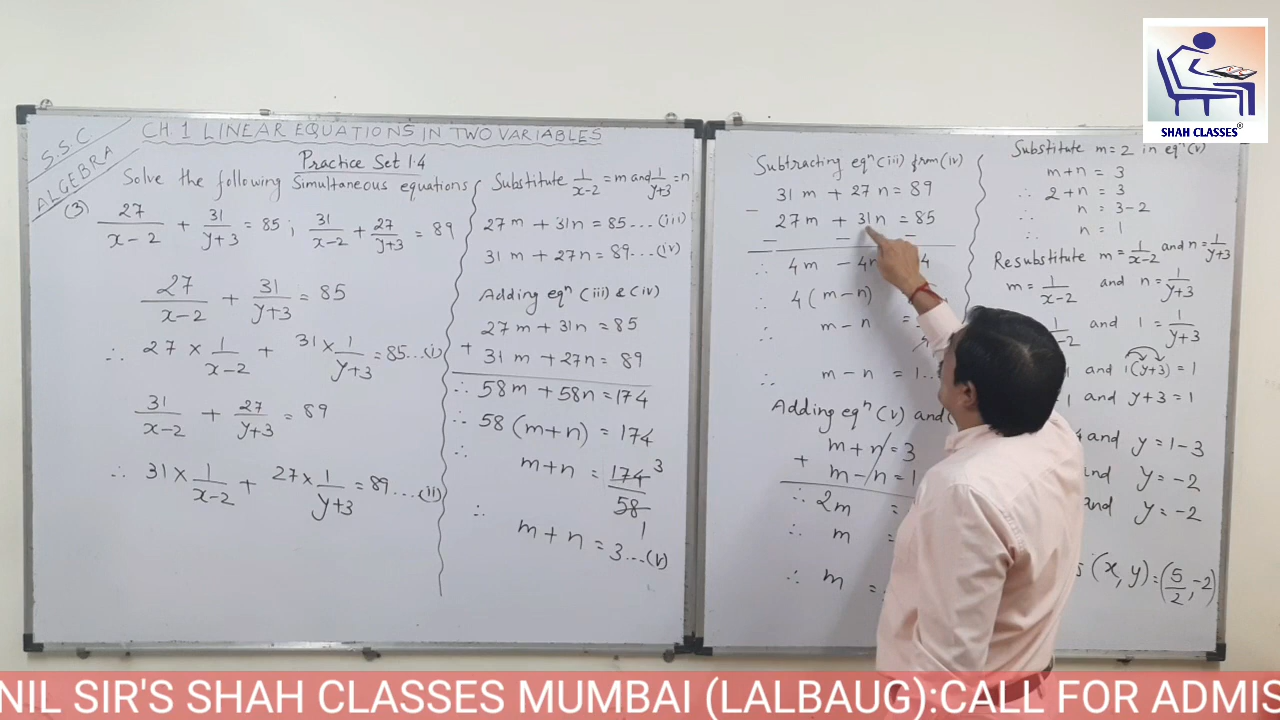 SHAH CLASSES®
S.S.C
ALGEBRA
CH 1 LINEAR EQUATIONS IN TWO VARIABLES
Practice Set 1.4
Solve the following Simultaneous equations
(3) 27/(x-2) + 31/(y+3) = 85 ; 31/(x-2) + 27/(y+3) = 89
27/(x-2) + 31/(y+3) = 85
∴ 27 × 1/(x-2) + 31 × 1/(y+3) = 85...(i)
31/(x-2) + 27/(y+3) = 89
∴ 31 × 1/(x-2) + 27 × 1/(y+3) = 89....(ii)
Substitute 1/(x-2) = m and 1/(y+3) = n
27m + 31n = 85...(iii)
31m + 27n = 89...(iv)
Adding eqⁿ (iii) & (iv)
27m + 31n = 85
+ 31m + 27n = 89
∴ 58m + 58n = 174
∴ 58(m+n) = 174
∴ m+n = 174/58 3 1
∴ m+n = 3...(v)
Subtracting eqⁿ (iii) from (iv)
31m + 27n = 89
- 27m + 31n = 85
- - -
∴ 4m - 4n 4
∴ 4(m-n)
∴ m-n =
∴ m-n = 1...
Adding eqⁿ (v) and
m+n = 3
+ m-n = 1
∴ 2m =
∴ m =
∴ m =
Substitute m=2 in eqⁿ (v)
m+n = 3
∴ 2+n = 3
∴ n = 3-2
∴ n = 1
Resubstitute m = 1/(x-2) and n = 1/(y+3)
m = 1/(x-2) and n = 1/(y+3)
1/(x-2) and 1 = 1/(y+3)
and 1(y+3) = 1
1 and y+3 = 1
and y = 1-3
and y = -2
and y = -2
(x, y) = (5/2, -2)
NIL SIR'S SHAH CLASSES MUMBAI (LALBAUG):CALL FOR ADMIS